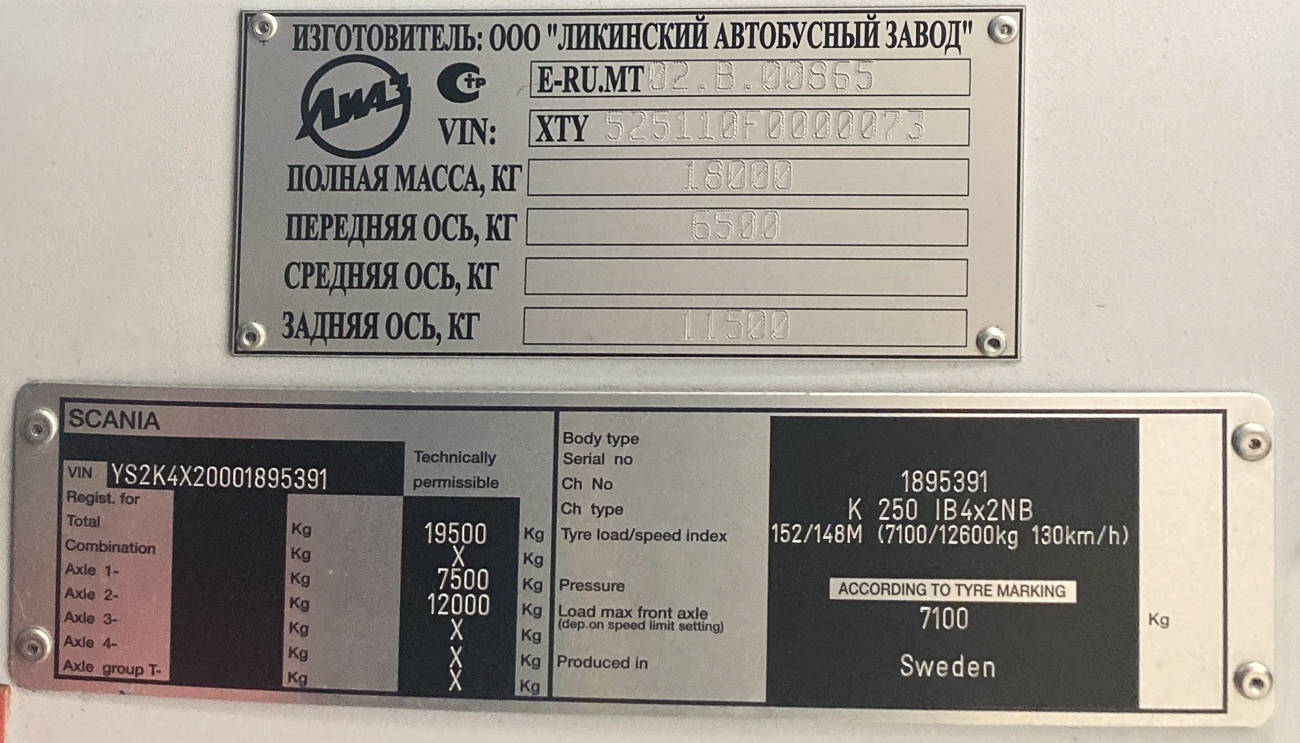 ИЗГОТОВИТЕЛЬ: ООО "ЛИКИНСКИЙ АВТОБУСНЫЙ ЗАВОД"
ЛиАЗ
E-RU.MT02.B.00865
VIN: XTY 525110F0000073
ПОЛНАЯ МАССА, КГ 18000
ПЕРЕДНЯЯ ОСЬ, КГ 6500
СРЕДНЯЯ ОСЬ, КГ
ЗАДНЯЯ ОСЬ, КГ 11500
SCANIA
VIN YS2K4X20001895391
Technically
permissible
Regist. for
Total Kg 19500 Kg
Combination Kg X Kg
Axle 1- Kg 7500 Kg
Axle 2- Kg 12000 Kg
Axle 3- Kg X Kg
Axle 4- Kg X Kg
Axle group T- Kg X Kg
Body type
Serial no
Ch No 1895391
Ch type K 250 IB4x2NB
Tyre load/speed index 152/148M (7100/12600kg 130km/h)
Pressure ACCORDING TO TYRE MARKING
Load max front axle 7100 Kg
(dep.on speed limit setting)
Produced in Sweden